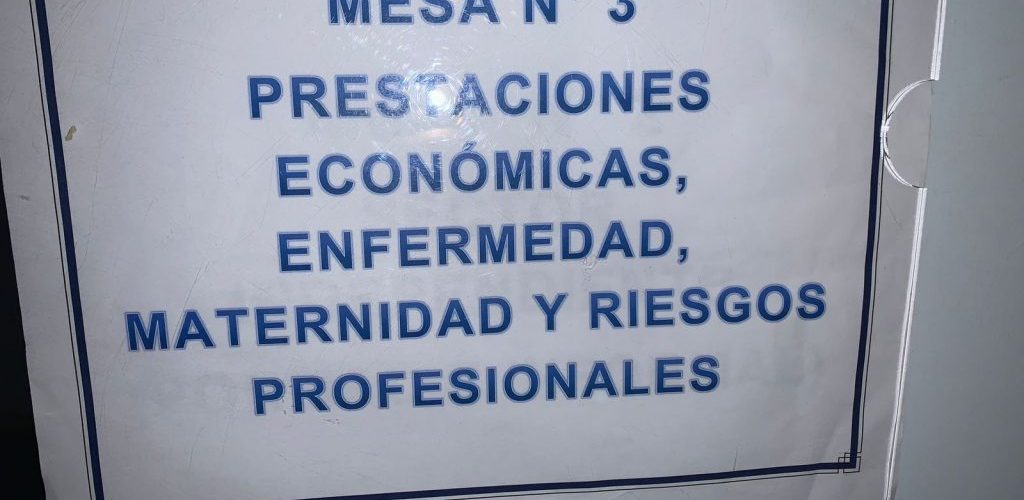 MESA N° 3
PRESTACIONES
ECONÓMICAS,
ENFERMEDAD,
MATERNIDAD Y RIESGOS
PROFESIONALES